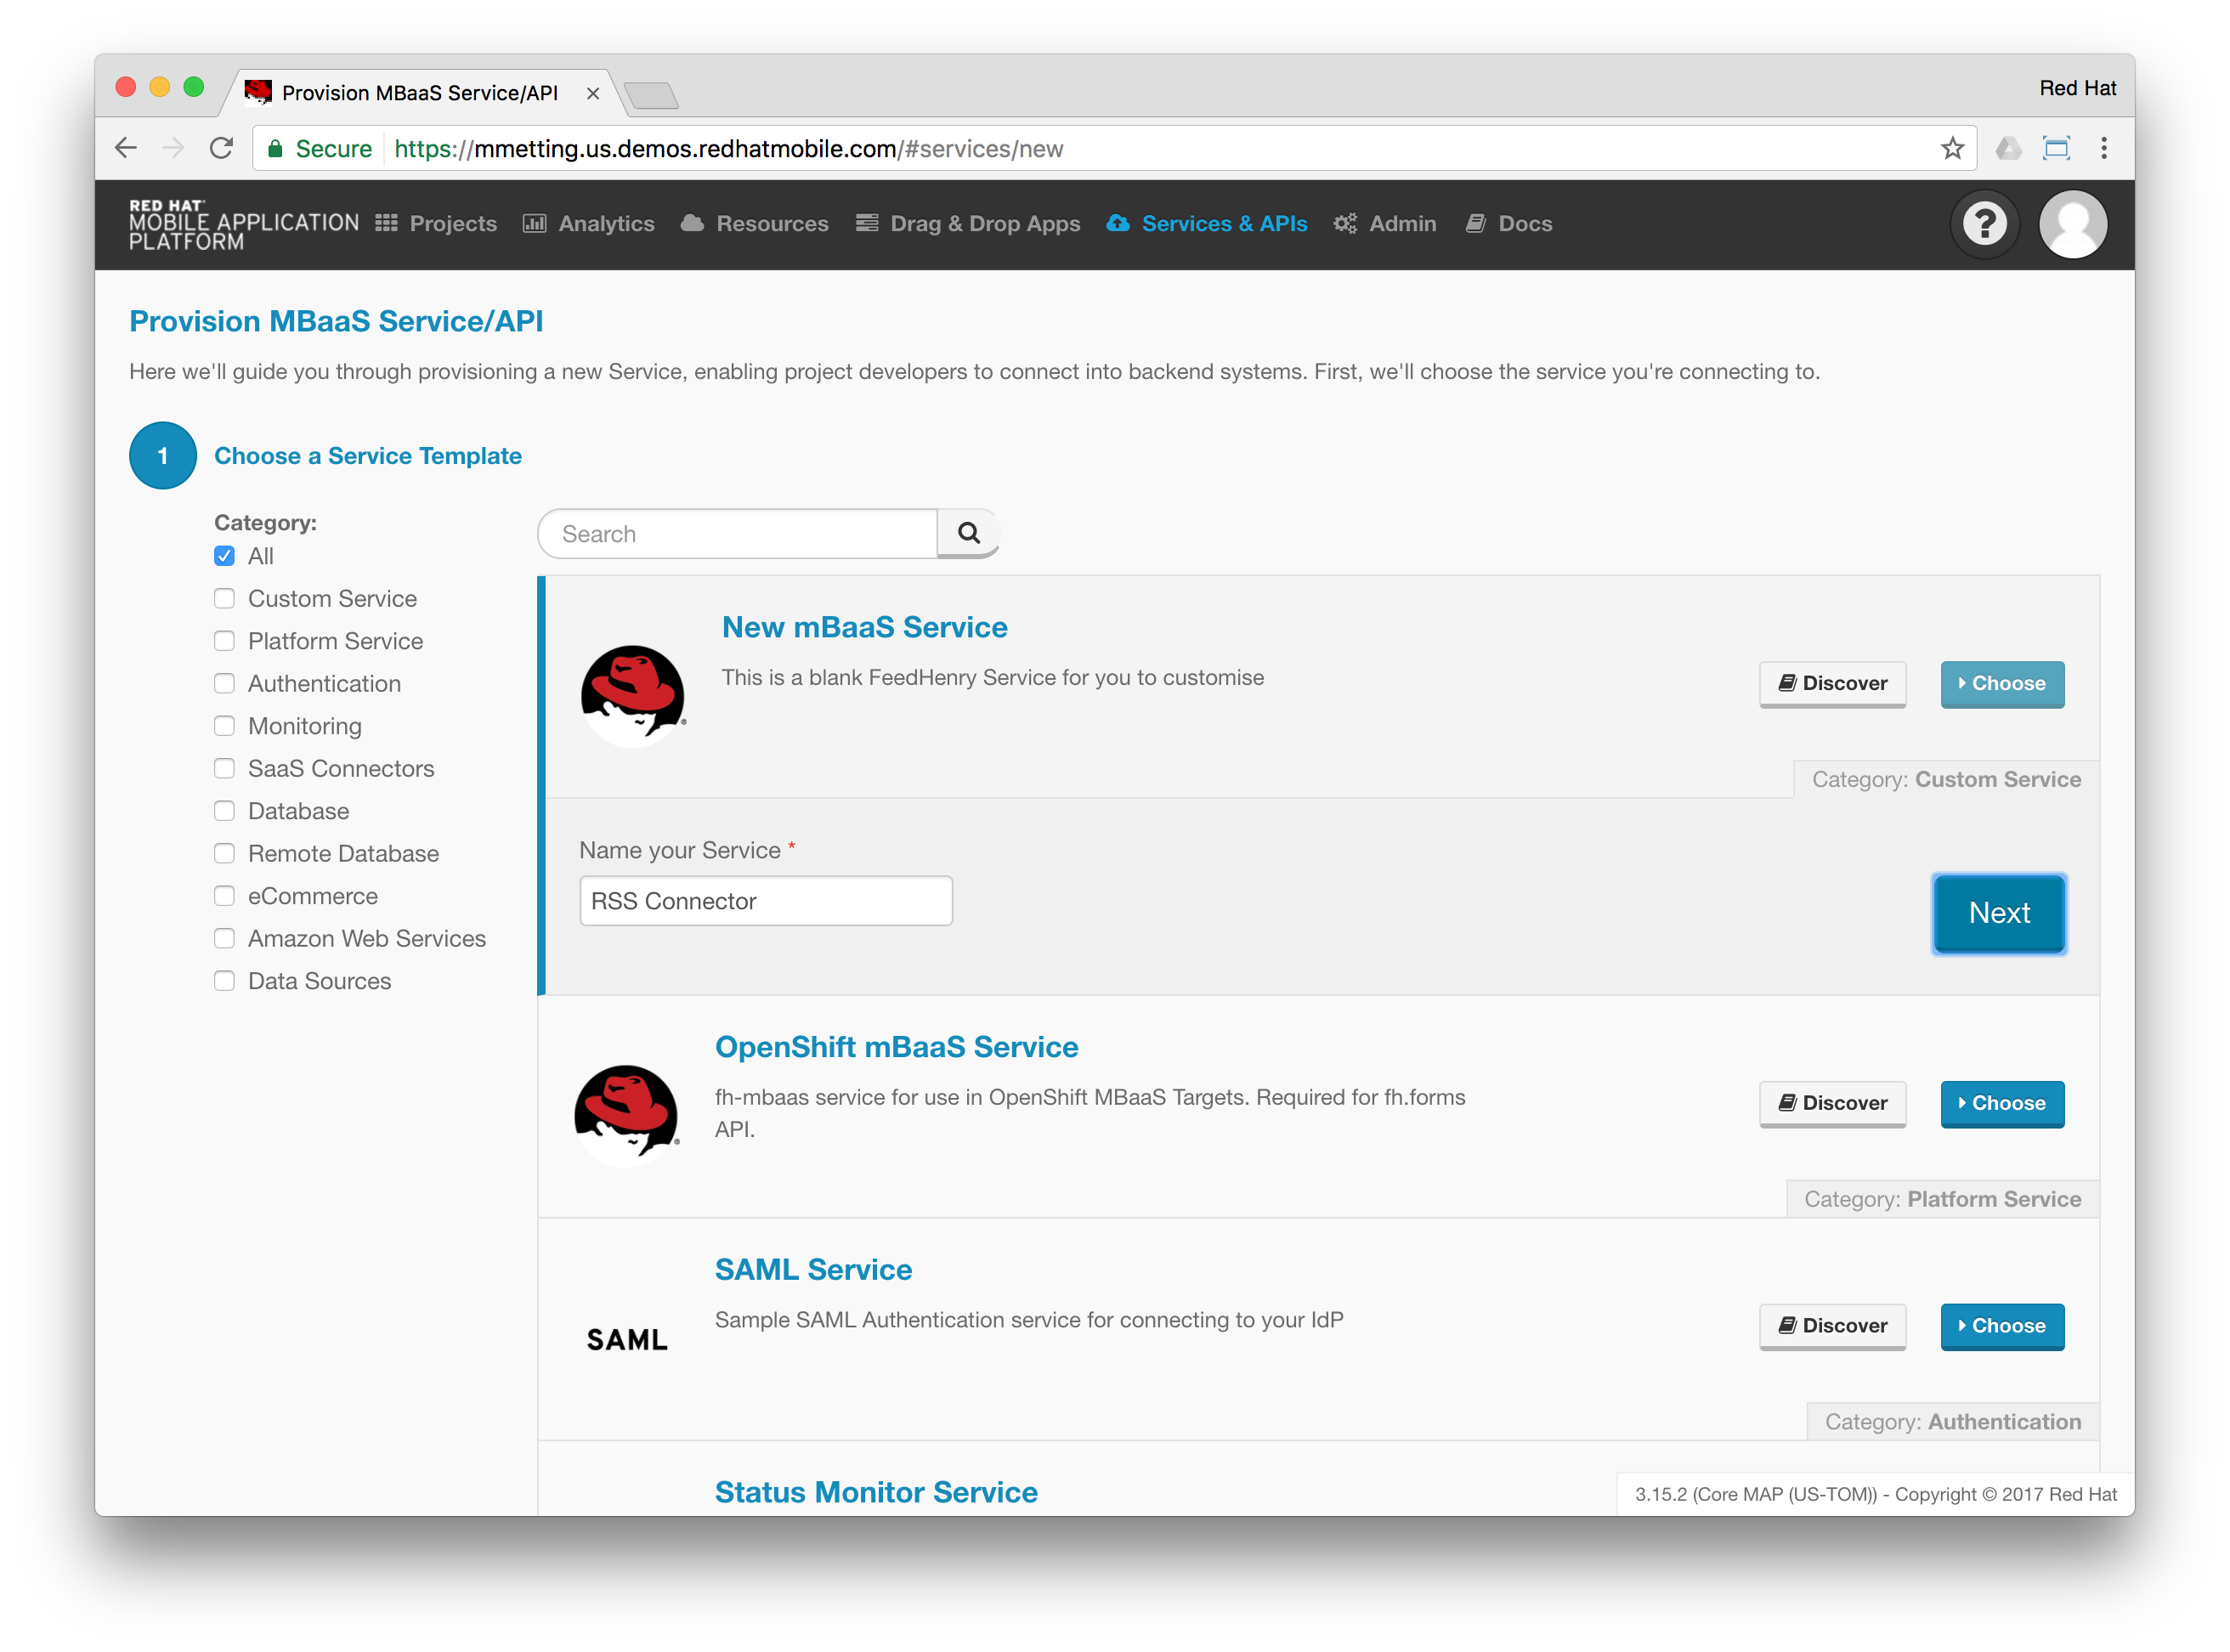 Provision MBaaS Service/API
Red Hat
Secure https://mmetting.us.demos.redhatmobile.com/#services/new
RED HAT
MOBILE APPLICATION
PLATFORM
Projects Analytics Resources Drag & Drop Apps Services & APIs Admin Docs
?
Provision MBaaS Service/API
Here we'll guide you through provisioning a new Service, enabling project developers to connect into backend systems. First, we'll choose the service you're connecting to.
1 Choose a Service Template
Category:
All
Custom Service
Platform Service
Authentication
Monitoring
SaaS Connectors
Database
Remote Database
eCommerce
Amazon Web Services
Data Sources
Search
New mBaaS Service
This is a blank FeedHenry Service for you to customise
Discover Choose
Category: Custom Service
Name your Service *
RSS Connector
Next
OpenShift mBaaS Service
fh-mbaas service for use in OpenShift MBaaS Targets. Required for fh.forms
API.
Discover Choose
Category: Platform Service
SAML
SAML Service
Sample SAML Authentication service for connecting to your IdP
Discover Choose
Category: Authentication
Status Monitor Service
3.15.2 (Core MAP (US-TOM)) - Copyright © 2017 Red Hat